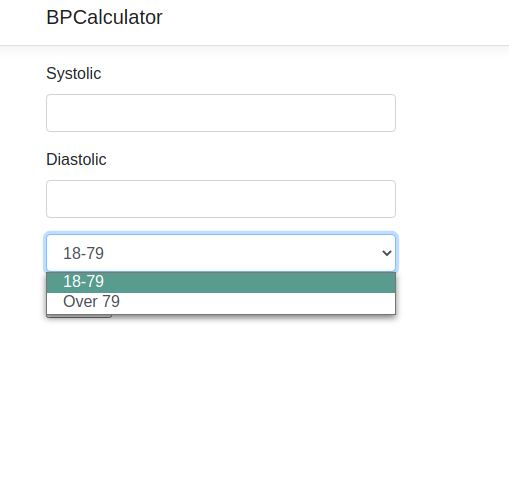 BPCalculator
Systolic
Diastolic
18-79
18-79
Over 79